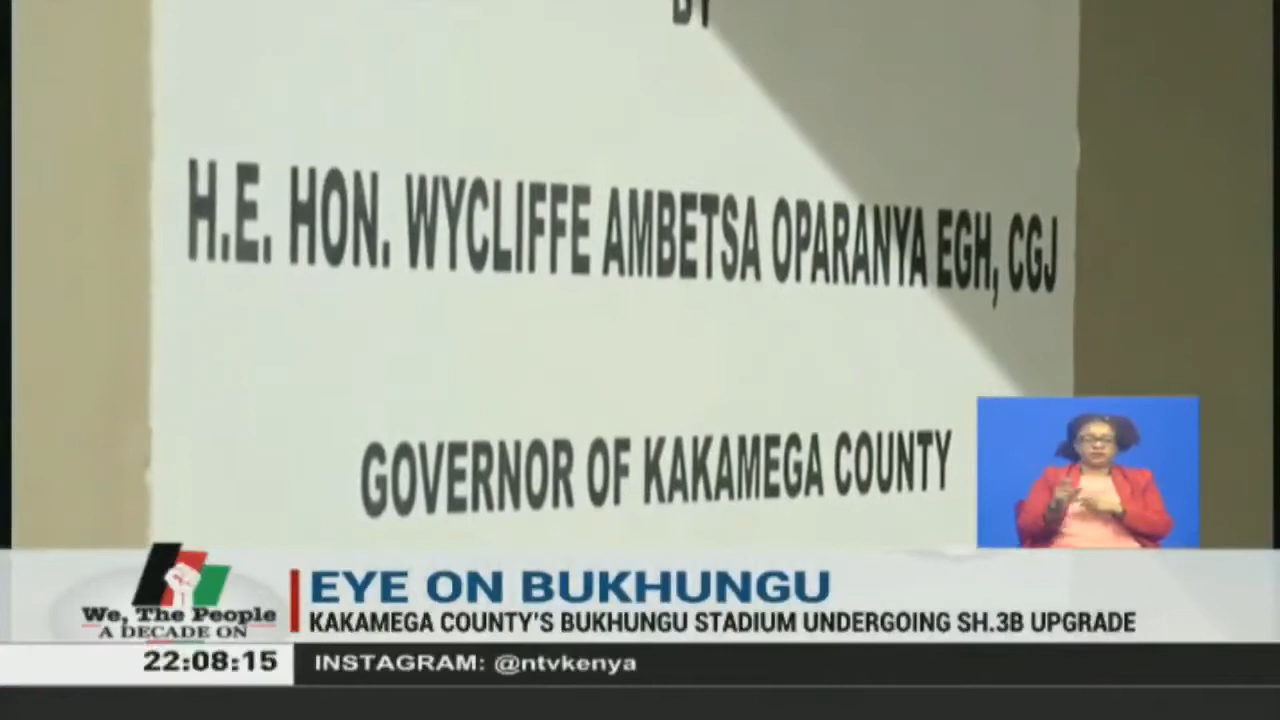 BY
H.E. HON. WYCLIFFE AMBETSA OPARANYA EGH, CGJ
GOVERNOR OF KAKAMEGA COUNTY
We, The People
A DECADE ON
EYE ON BUKHUNGU
KAKAMEGA COUNTY'S BUKHUNGU STADIUM UNDERGOING SH.3B UPGRADE
22:08:15
INSTAGRAM: @ntvkenya